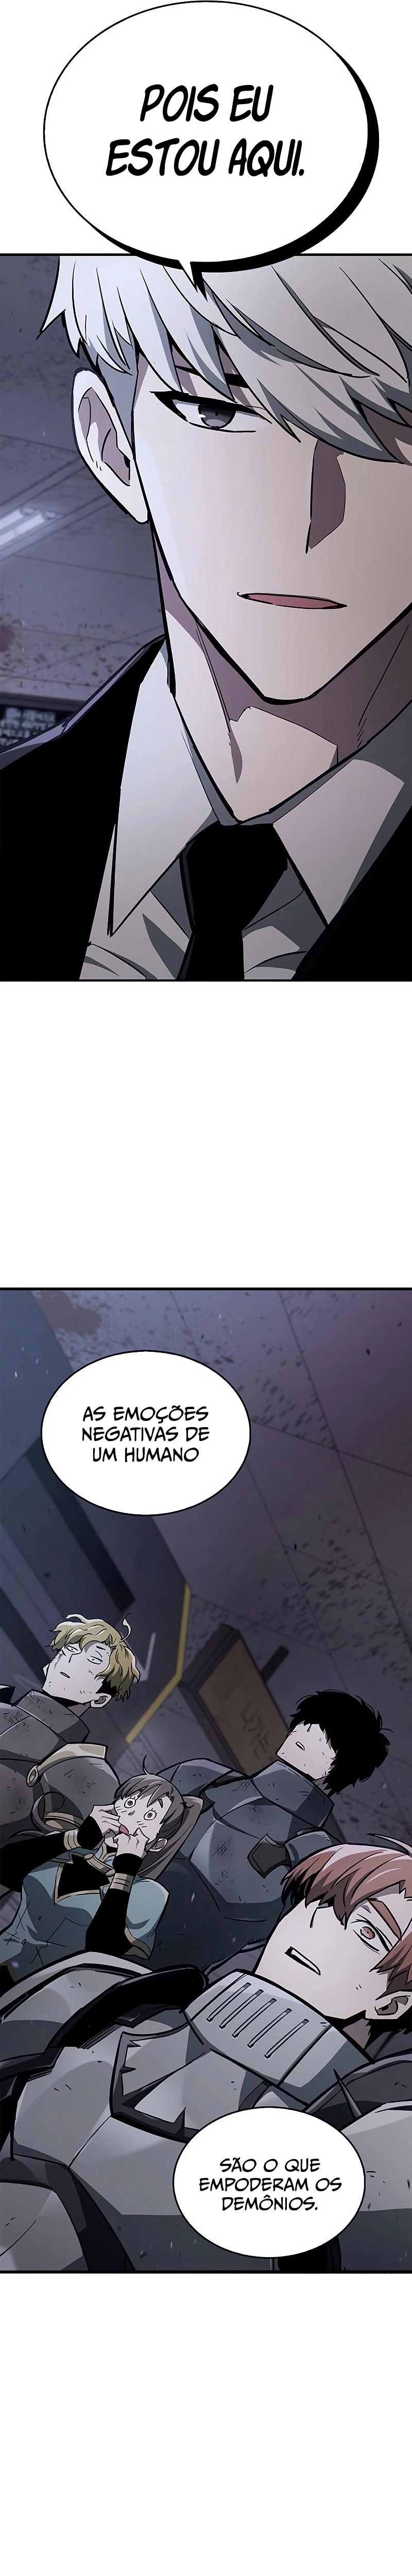 POIS EU
ESTOU AQUI.
AS EMOÇÕES
NEGATIVAS DE
UM HUMANO
SÃO O QUE
EMPODERAM OS
DEMÔNIOS.